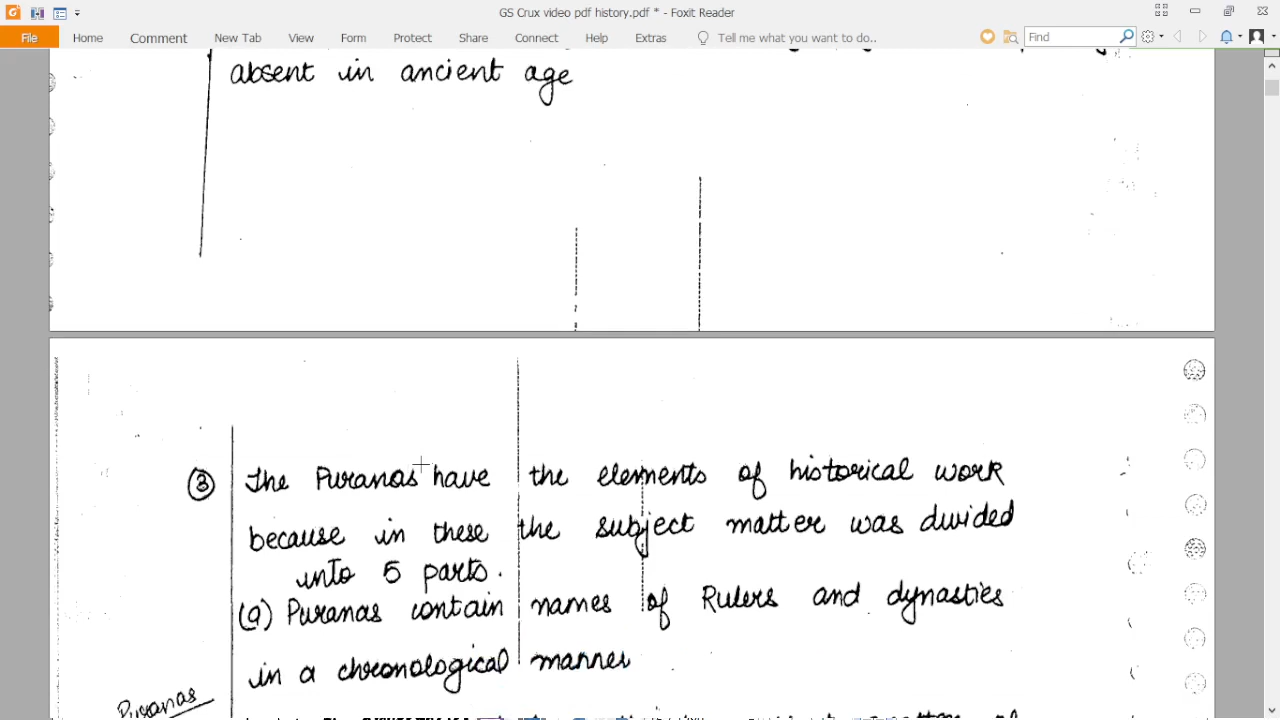 GS Crux video pdf history.pdf * - Foxit Reader
File Home Comment New Tab View Form Protect Share Connect Help Extras Tell me what you want to do.. Find
absent in ancient age
③ The Puranas have the elements of historical work
because in these the subject matter was divided
into 5 parts.
(a) Puranas contain names of Rulers and dynasties
in a chronological manner
Puranas